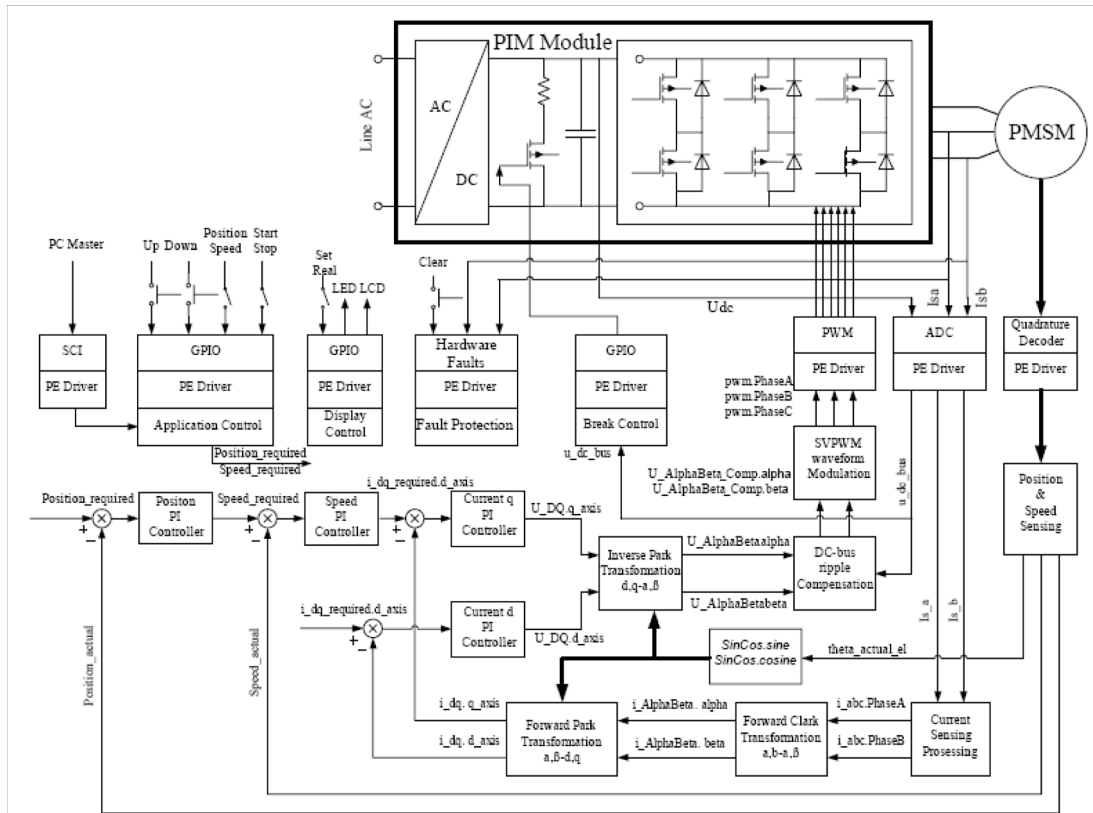 PIM Module
Line AC
AC
DC
PMSM
PC Master
Up Down
Position
Speed
Start
Stop
Set
Real
LED LCD
Clear
Udc
Isa
Isb
SCI
PE Driver
GPIO
PE Driver
Application Control
GPIO
PE Driver
Display
Control
Hardware
Faults
PE Driver
Fault Protection
GPIO
PE Driver
Break Control
PWM
PE Driver
ADC
PE Driver
Quadrature
Decoder
PE Driver
pwm.PhaseA
pwm.PhaseB
pwm.PhaseC
Position_required
Speed_required
u_dc_bus
SVPWM
waveform
Modulation
U_AlphaBeta_Comp.alpha
U_AlphaBeta_Comp.beta
u_dc_bus
Position
&
Speed
Sensing
Position_required
+
−
Positon
PI
Controller
Speed_required
+
−
Speed
PI
Controller
i_dq_required.d_axis
+
−
Current q
PI
Controller
U_DQ.q_axis
Inverse Park
Transformation
d,q-a,ß
U_AlphaBeta.alpha
U_AlphaBetabeta
DC-bus
ripple
Compensation
i_dq_required.d_axis
+
−
Current d
PI
Controller
U_DQ.d_axis
Is_a
Is_b
Position_actual
Speed_actual
SinCos.sine
SinCos.cosine
theta_actual_el
i_dq. q_axis
i_dq. d_axis
Forward Park
Transformation
a,ß-d,q
i_AlphaBeta. alpha
i_AlphaBeta. beta
Forward Clark
Transformation
a,b-a,ß
i_abc.PhaseA
i_abc.PhaseB
Current
Sensing
Prosessing